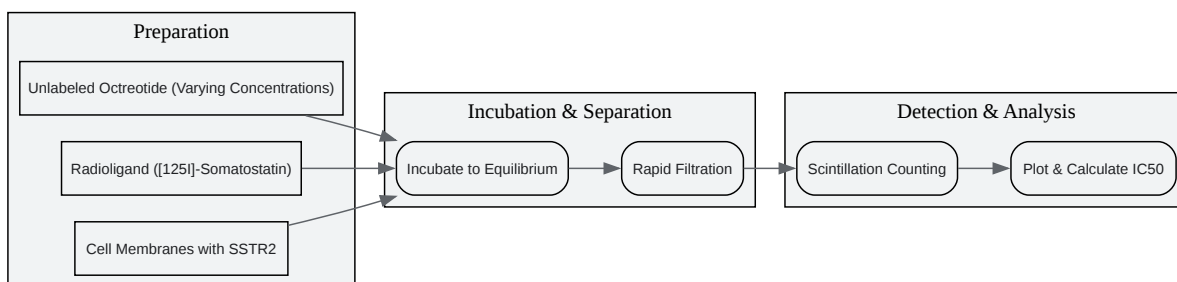 Preparation
Unlabeled Octreotide (Varying Concentrations)
Radioligand ([125I]-Somatostatin)
Cell Membranes with SSTR2
Incubation & Separation
Incubate to Equilibrium
Rapid Filtration
Detection & Analysis
Scintillation Counting
Plot & Calculate IC50